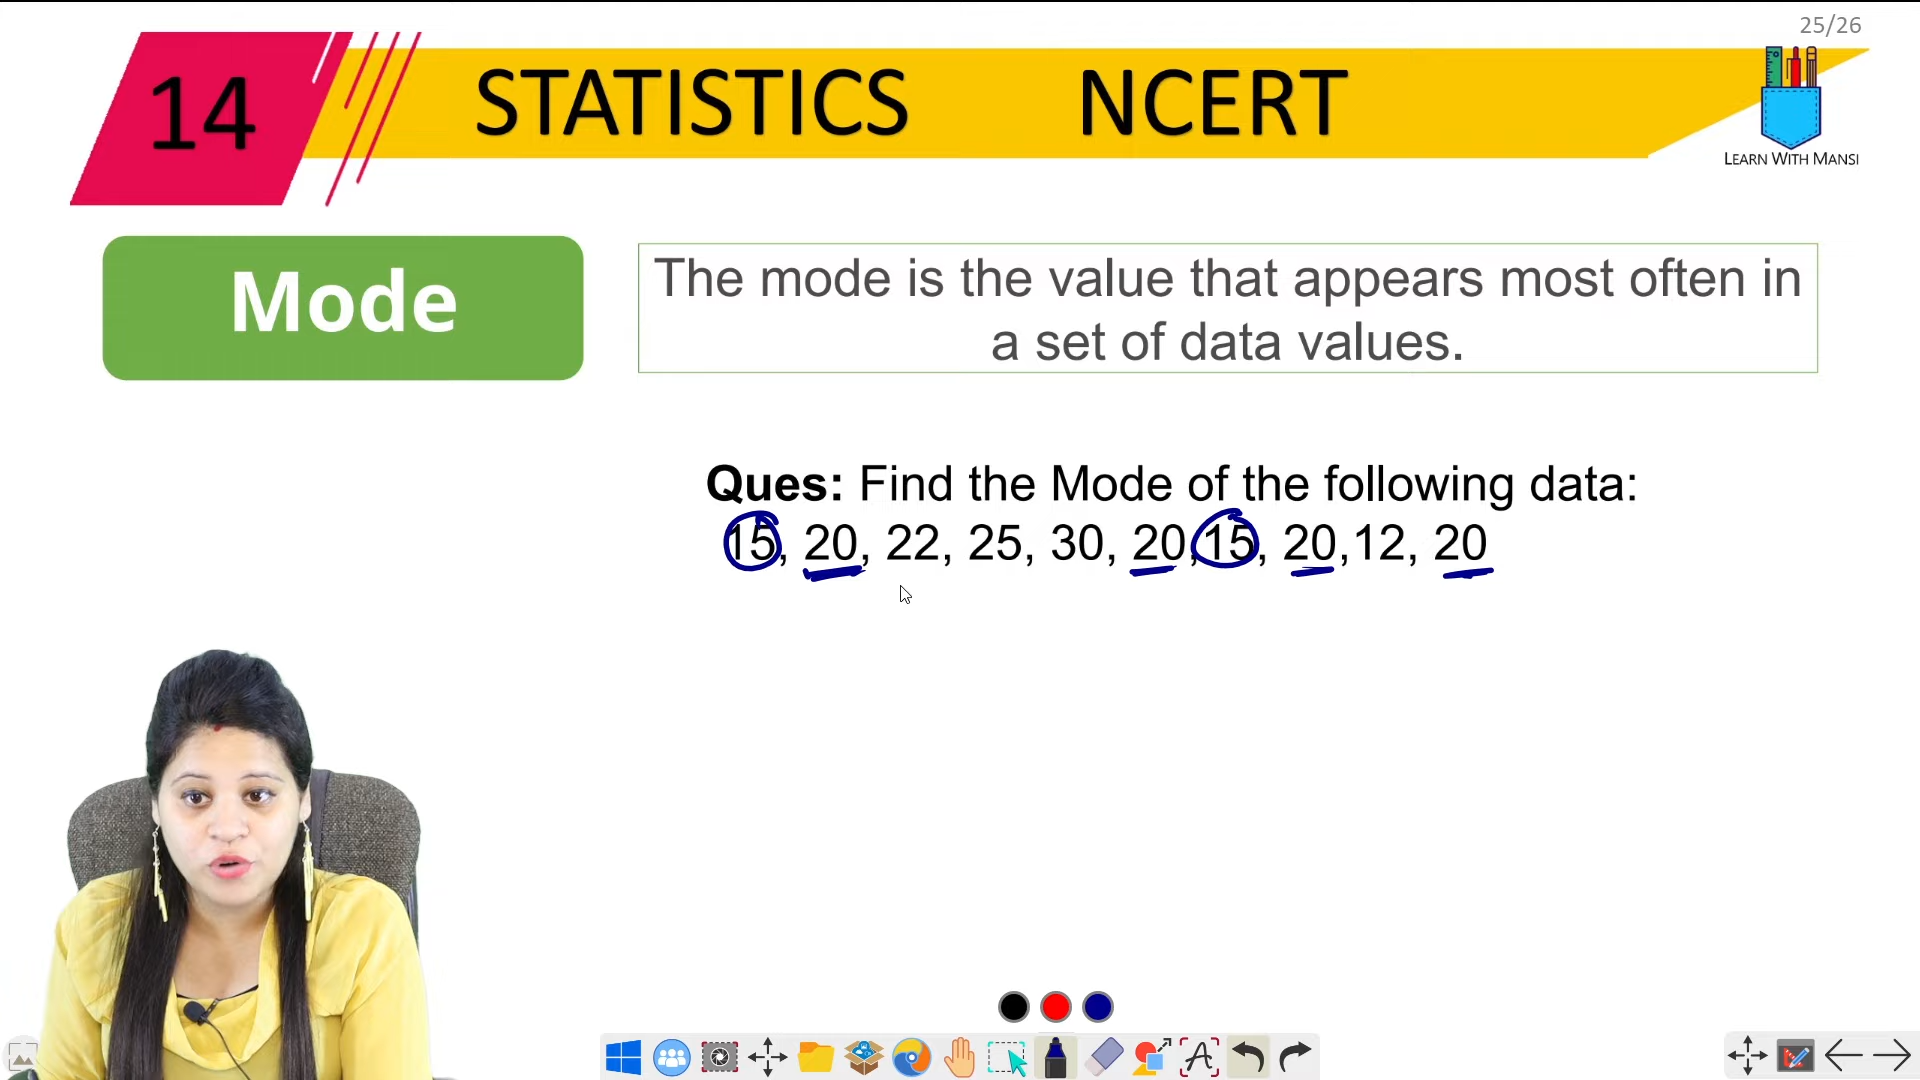 25/26
14 STATISTICS NCERT
LEARN WITH MANSI
Mode
The mode is the value that appears most often in
a set of data values.
Ques: Find the Mode of the following data:
15, 20, 22, 25, 30, 20,15, 20,12, 20